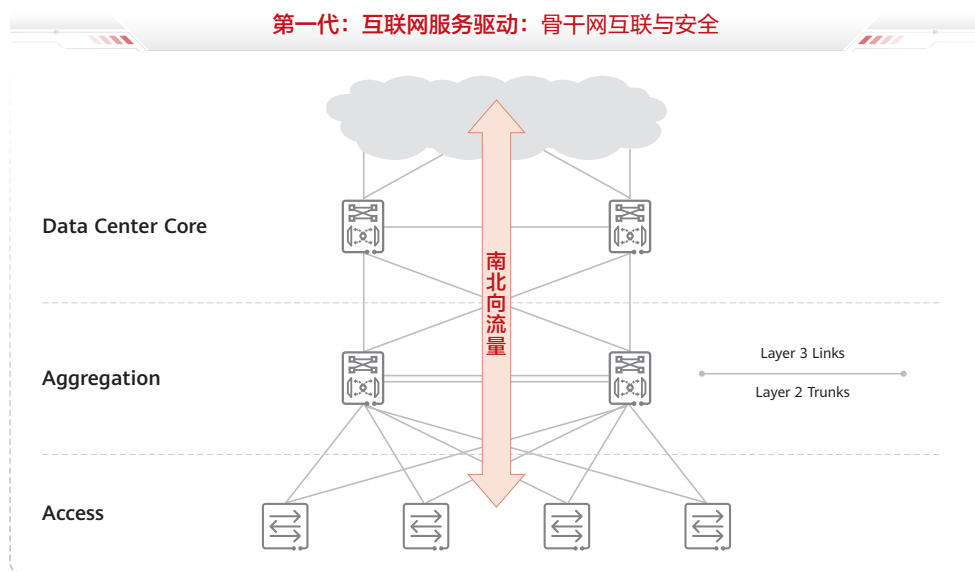 第一代：互联网服务驱动：骨干网互联与安全
Data Center Core
南北向流量
Aggregation
Layer 3 Links
Layer 2 Trunks
Access